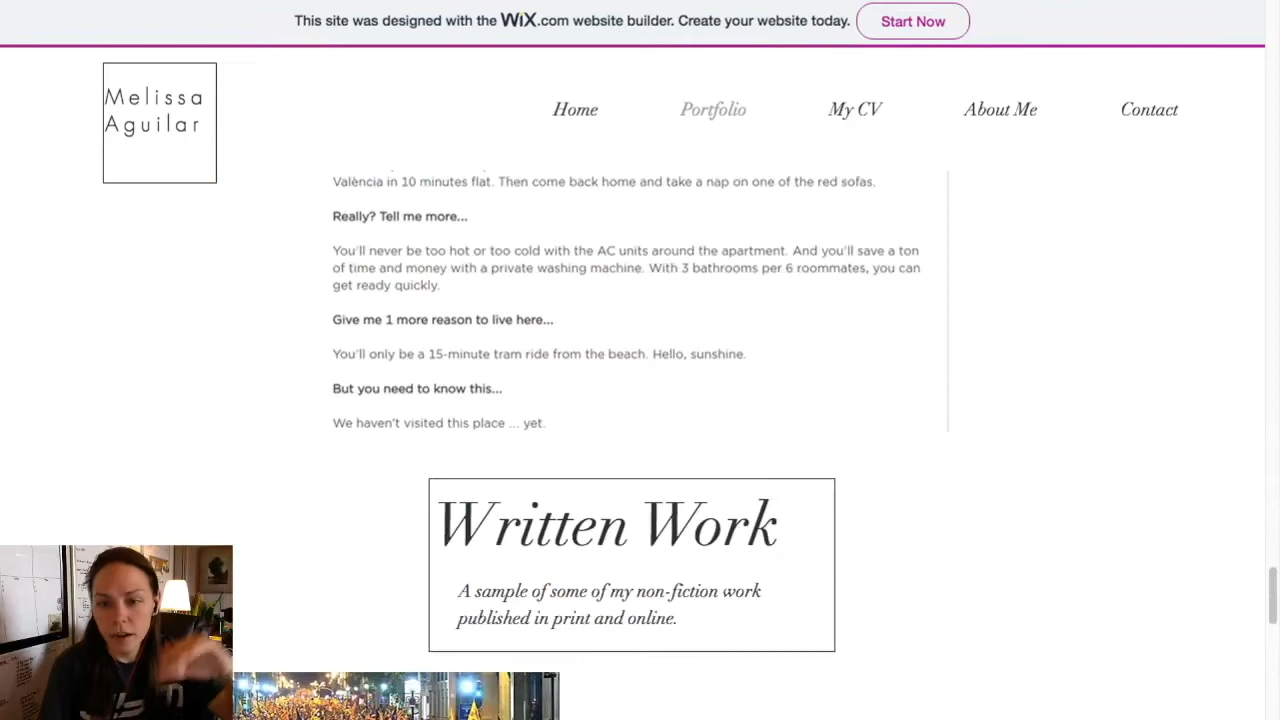 This site was designed with the WiX.com website builder. Create your website today.
Start Now
Melissa
Aguilar
Home
Portfolio
My CV
About Me
Contact
València in 10 minutes flat. Then come back home and take a nap on one of the red sofas.
Really? Tell me more...
You'll never be too hot or too cold with the AC units around the apartment. And you'll save a ton
of time and money with a private washing machine. With 3 bathrooms per 6 roommates, you can
get ready quickly.
Give me 1 more reason to live here...
You'll only be a 15-minute tram ride from the beach. Hello, sunshine.
But you need to know this...
We haven't visited this place ... yet.
Written Work
A sample of some of my non-fiction work
published in print and online.